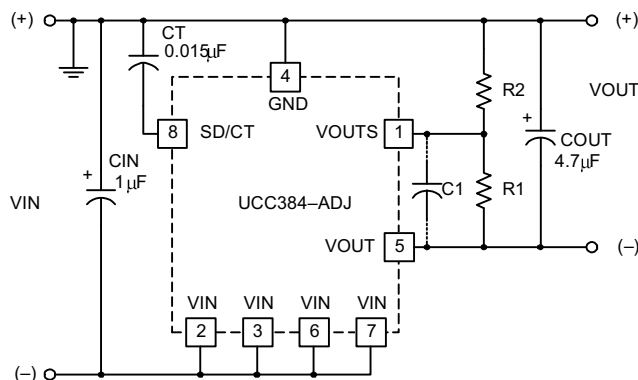 (+) (+)
CT
0.015µF
4
GND
R2
VOUT
8 SD/CT VOUTS 1
+
COUT
4.7µF
CIN
+
1µF
C1 R1
VIN
UCC384–ADJ
VOUT 5 (–)
VIN VIN VIN VIN
2 3 6 7
(–)